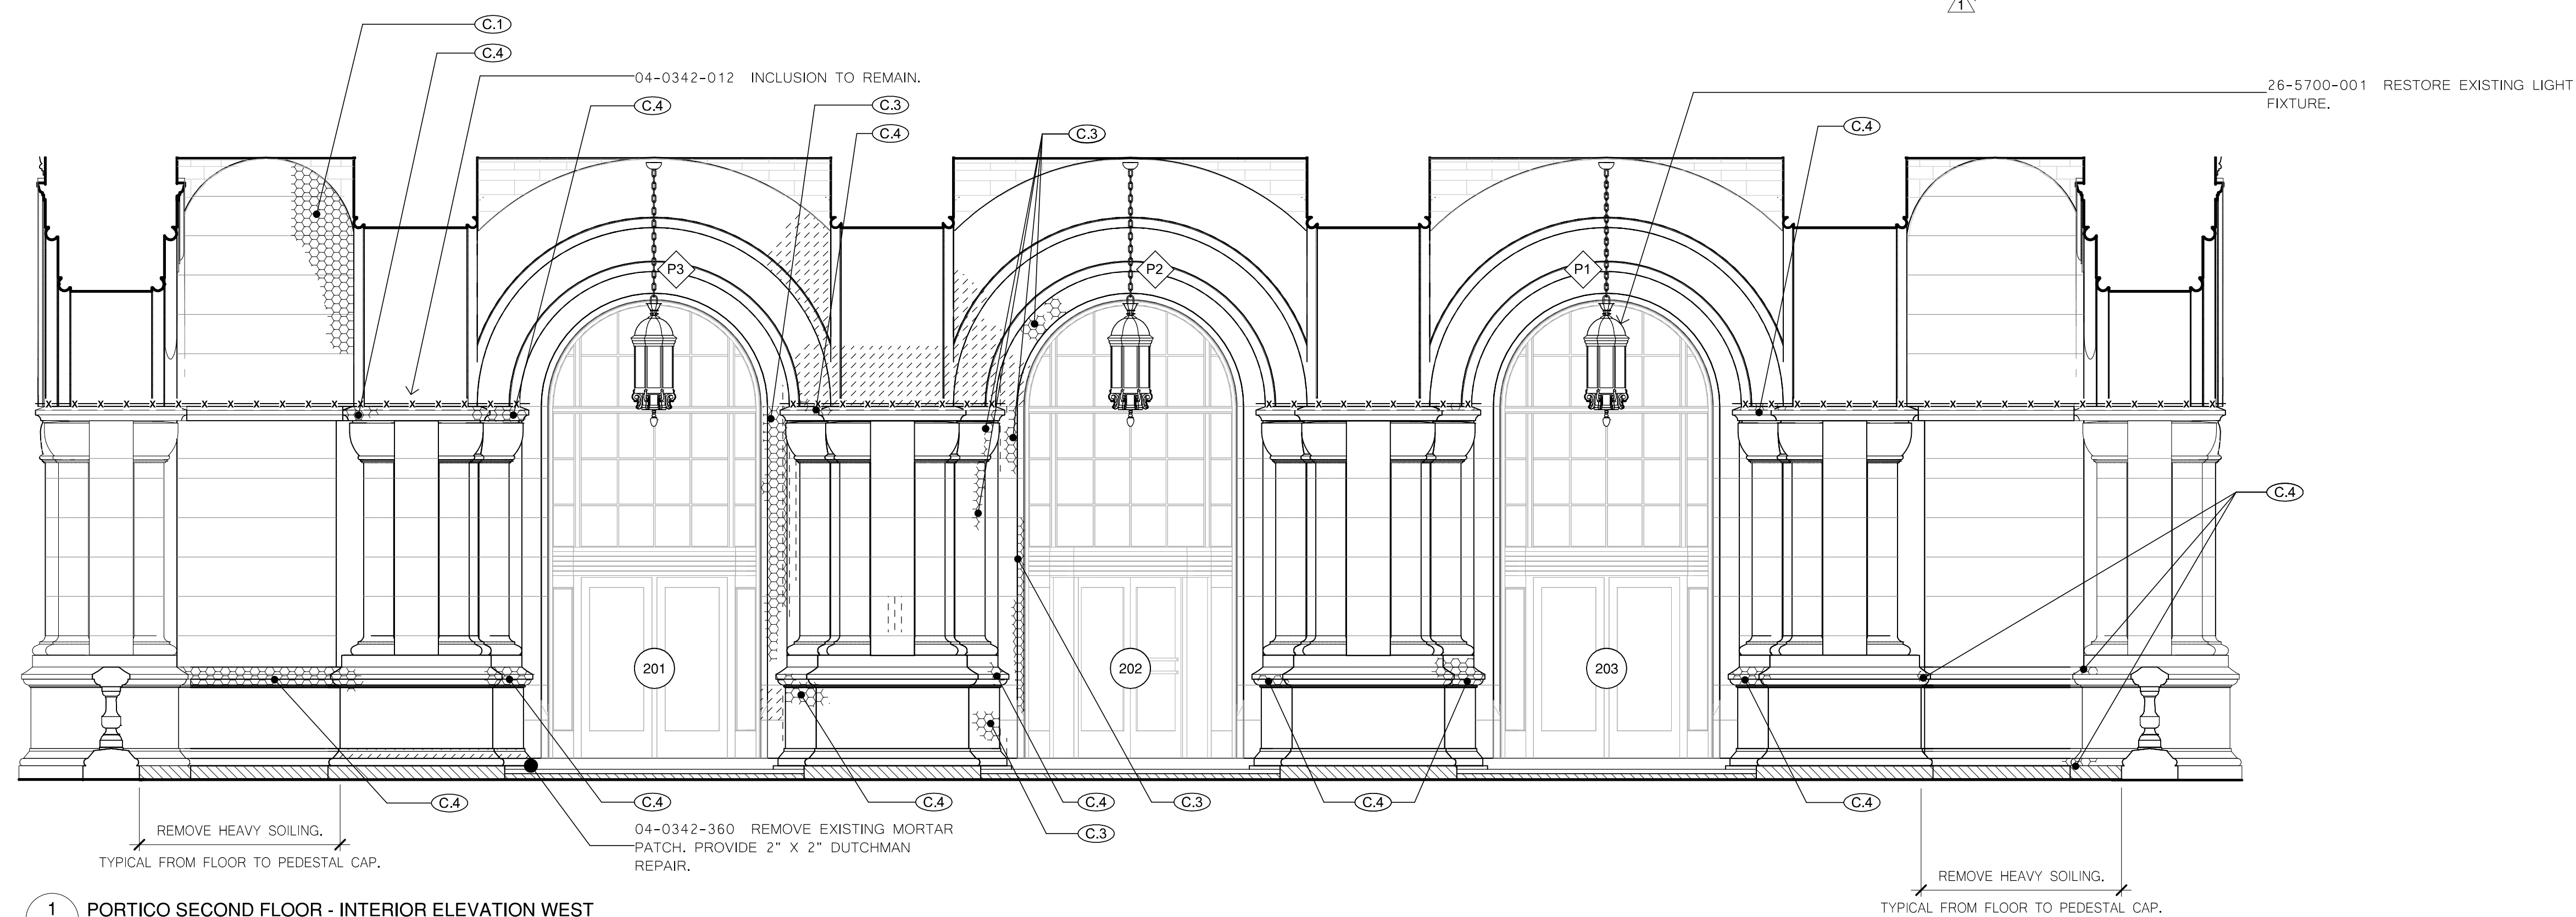 1
C.1
C.4
04-0342-012 INCLUSION TO REMAIN.
C.4
C.3
C.4
C.3
C.4
26-5700-001 RESTORE EXISTING LIGHT
FIXTURE.
P3
P2
P1
C.4
201
202
203
C.4
C.4
C.4
C.4
C.3
C.4
C.4
C.3
REMOVE HEAVY SOILING.
TYPICAL FROM FLOOR TO PEDESTAL CAP.
04-0342-360 REMOVE EXISTING MORTAR
PATCH. PROVIDE 2" X 2" DUTCHMAN
REPAIR.
REMOVE HEAVY SOILING.
TYPICAL FROM FLOOR TO PEDESTAL CAP.
1
PORTICO SECOND FLOOR - INTERIOR ELEVATION WEST